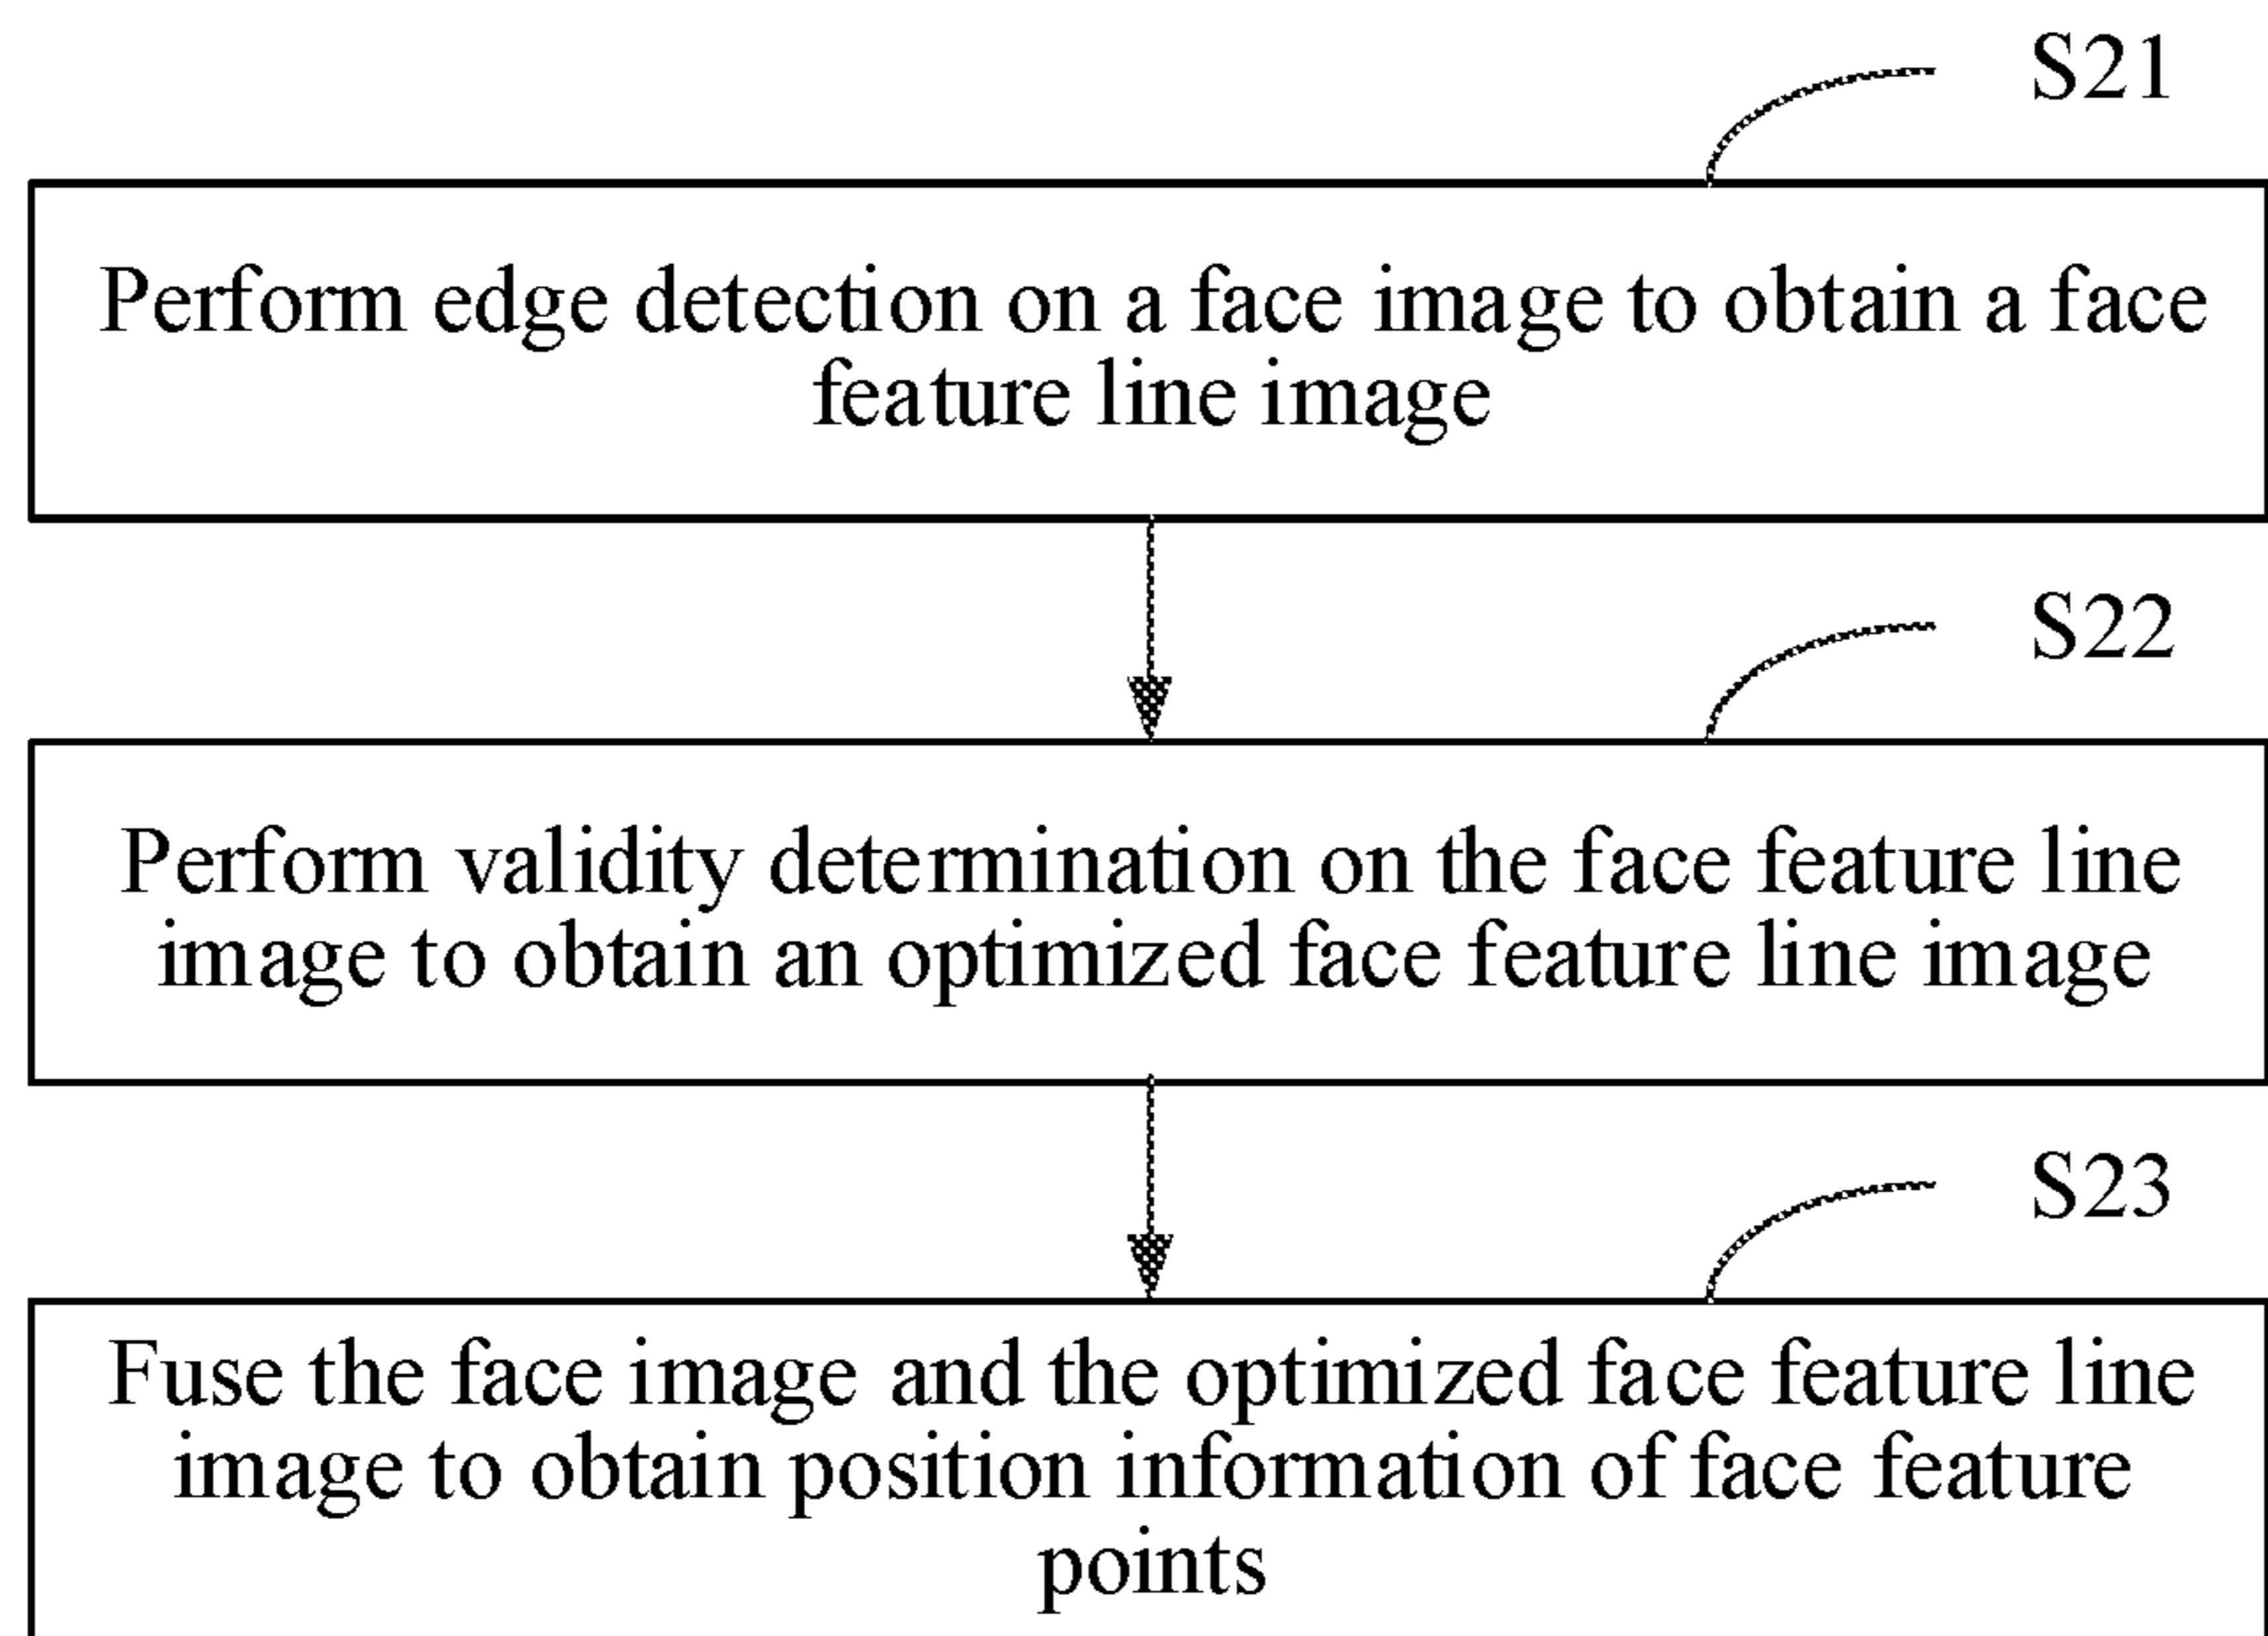 S21
Perform edge detection on a face image to obtain a face
feature line image
S22
Perform validity determination on the face feature line
image to obtain an optimized face feature line image
S23
Fuse the face image and the optimized face feature line
image to obtain position information of face feature
points